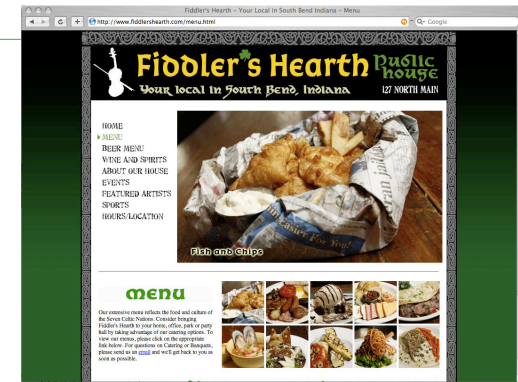 Fiddler's Hearth – Your Local in South Bend Indiana – Menu
http://www.fiddlershearth.com/menu.html
Google
Fiddler's Hearth Public house
Your local in South Bend, Indiana
127 NORTH MAIN
HOME
MENU
BEER MENU
WINE AND SPIRITS
ABOUT OUR HOUSE
EVENTS
FEATURED ARTISTS
SPORTS
HOURS/LOCATION
Easier For You!
Fish and Chips
menu
Our extensive menu reflects the food and culture of
the Seven Celtic Nations. Consider bringing
Fiddler's Hearth to your home, office, park or party
hall by taking advantage of our catering options. To
view our menus, please click on the appropriate
link below. For questions on Catering or Banquets,
please send us an email and we'll get back to you as
soon as possible.